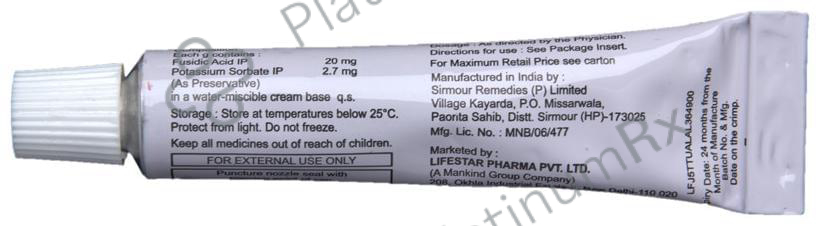 Each g contains :
Fusidic Acid IP 20 mg
Potassium Sorbate IP 2.7 mg
(As Preservative)
in a water-miscible cream base q.s.
Storage : Store at temperatures below 25°C.
Protect from light. Do not freeze.
Keep all medicines out of reach of children.
FOR EXTERNAL USE ONLY
Puncture nozzle seal with
Dosage : As directed by the Physician.
Directions for use : See Package Insert.
For Maximum Retail Price see carton
Manufactured in India by :
Sirmour Remedies (P) Limited
Village Kayarda, P.O. Missarwala,
Paonta Sahib, Distt. Sirmour (HP)-173025
Mfg. Lic. No. : MNB/06/477
Marketed by :
LIFESTAR PHARMA PVT. LTD.
(A Mankind Group Company)
208, Okhla Industrial Delhi-110 020
LFJ5TTUALAL364900
Date: 24 months from the
Month of Manufacture
Batch No. & Mfg.
Date on the crimp.
PlatinumRx